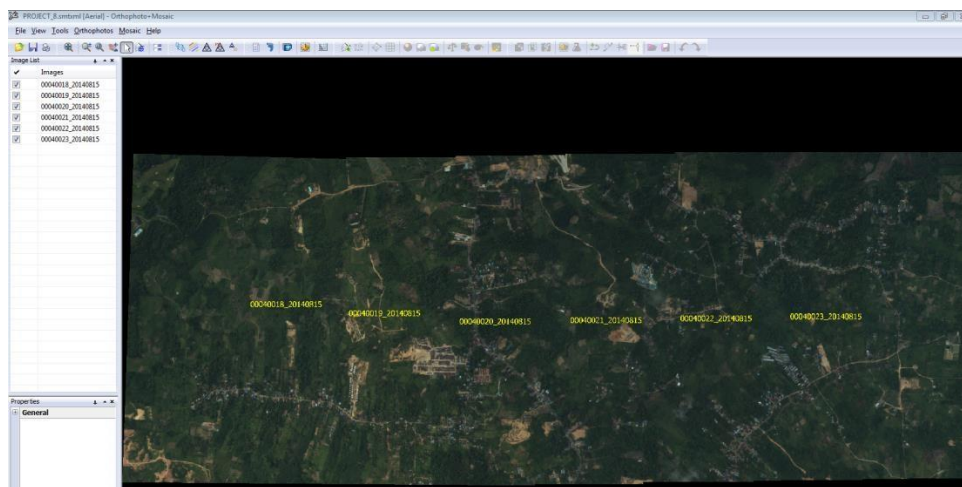 PROJECT_8.smtxml [Aerial] - Orthophoto+Mosaic
File View Tools Orthophotos Mosaic Help
Image List
Images
00040018_20140815
00040019_20140815
00040020_20140815
00040021_20140815
00040022_20140815
00040023_20140815
00040018_20140815
00040019_20140815
00040020_20140815
00040021_20140815
00040022_20140815
00040023_20140815
Properties
General